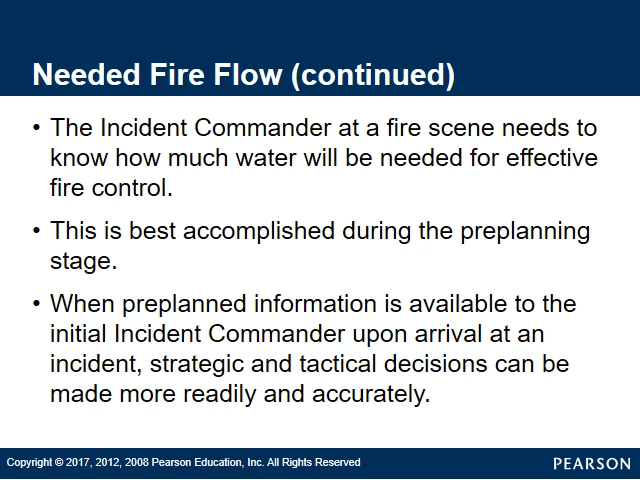 Needed Fire Flow (continued)
• The Incident Commander at a fire scene needs to
know how much water will be needed for effective
fire control.
• This is best accomplished during the preplanning
stage.
• When preplanned information is available to the
initial Incident Commander upon arrival at an
incident, strategic and tactical decisions can be
made more readily and accurately.
Copyright © 2017, 2012, 2008 Pearson Education, Inc. All Rights Reserved
PEARSON